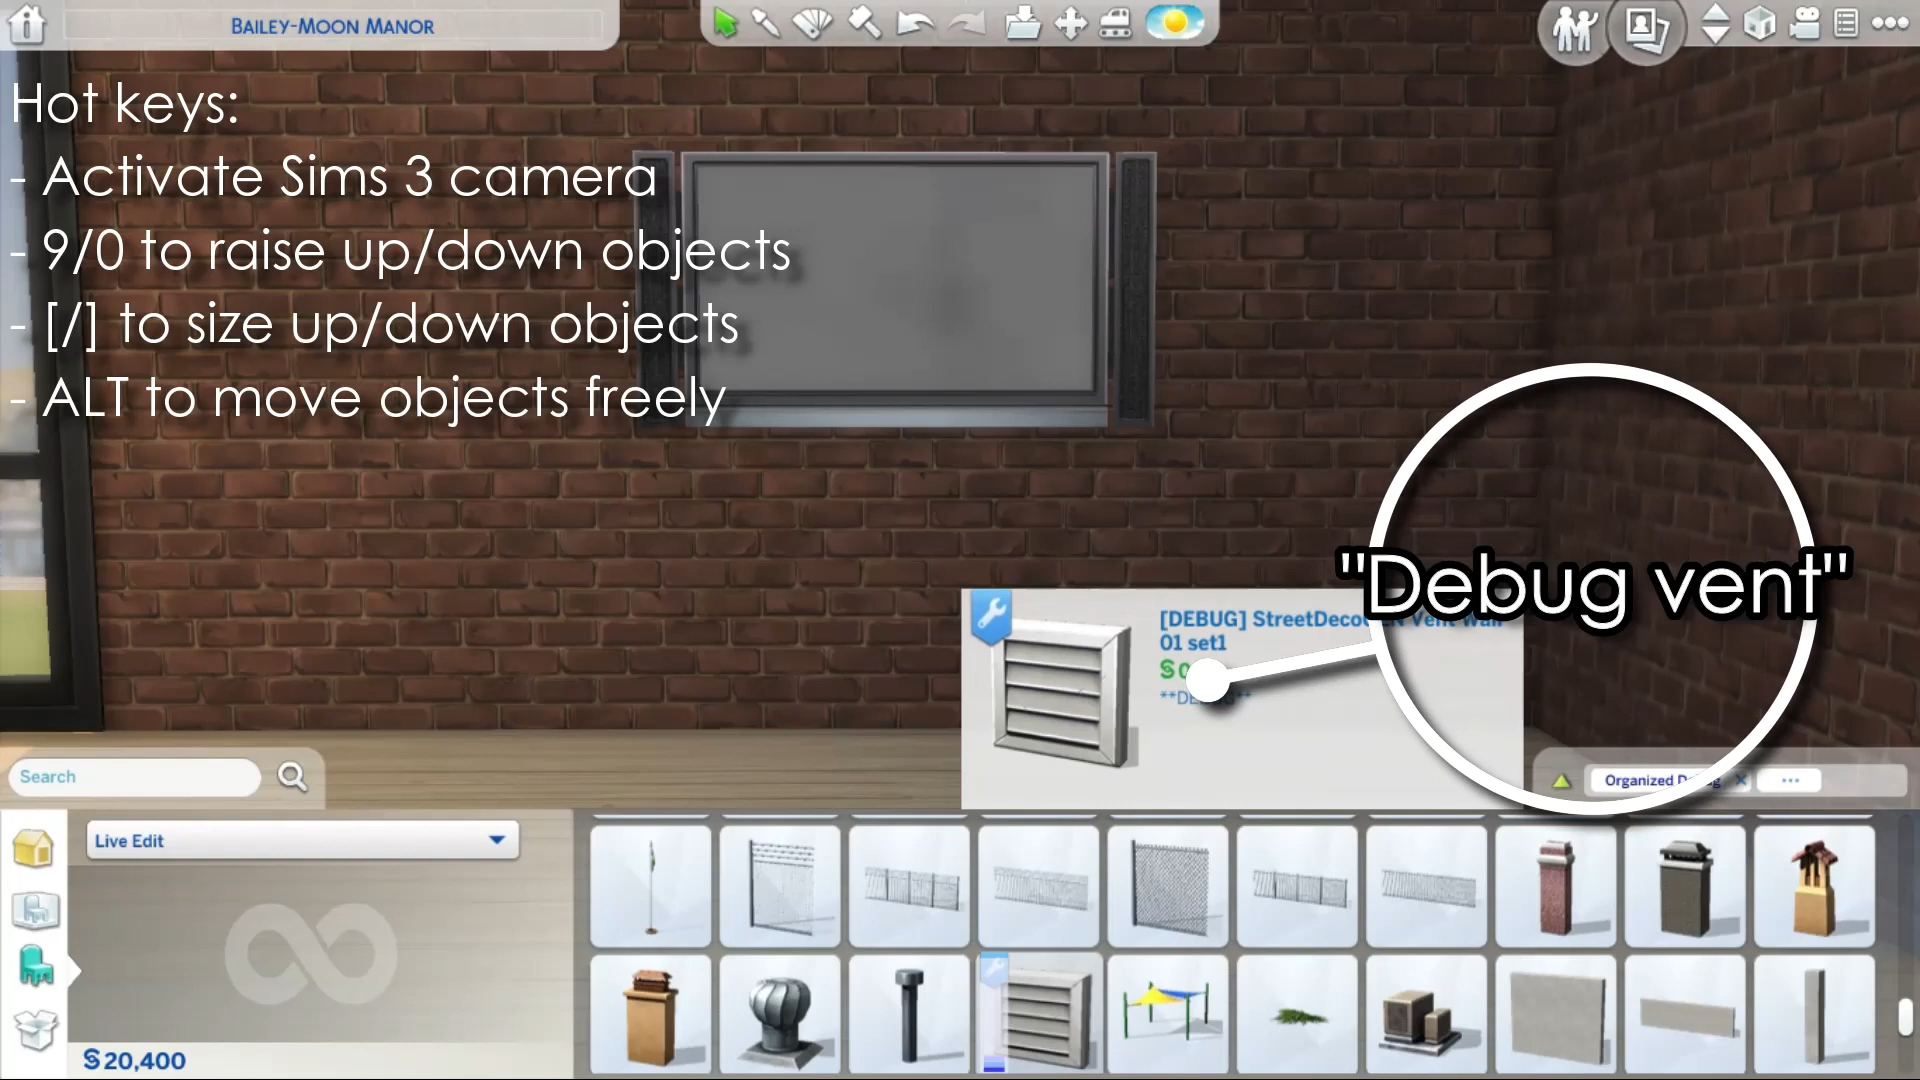 BAILEY-MOON MANOR
Hot keys:
- Activate Sims 3 camera
- 9/0 to raise up/down objects
- [/] to size up/down objects
- ALT to move objects freely
"Debug vent"
[DEBUG] StreetDeco Vent Wall
01 set1
Search
Organized
Live Edit
§20,400